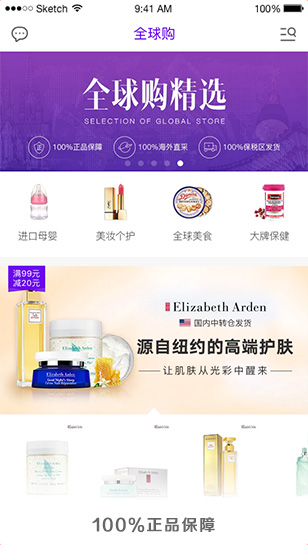 Sketch 9:41 AM 100%
全球购
全球购精选
SELECTION OF GLOBAL STORE
100%正品保障 100%海外直采 100%保税区发货
进口母婴 美妆个护 全球美食 大牌保健
满99元
减20元
Elizabeth Arden
国内中转仓发货
源自纽约的高端护肤
让肌肤从光彩中醒来
100%正品保障